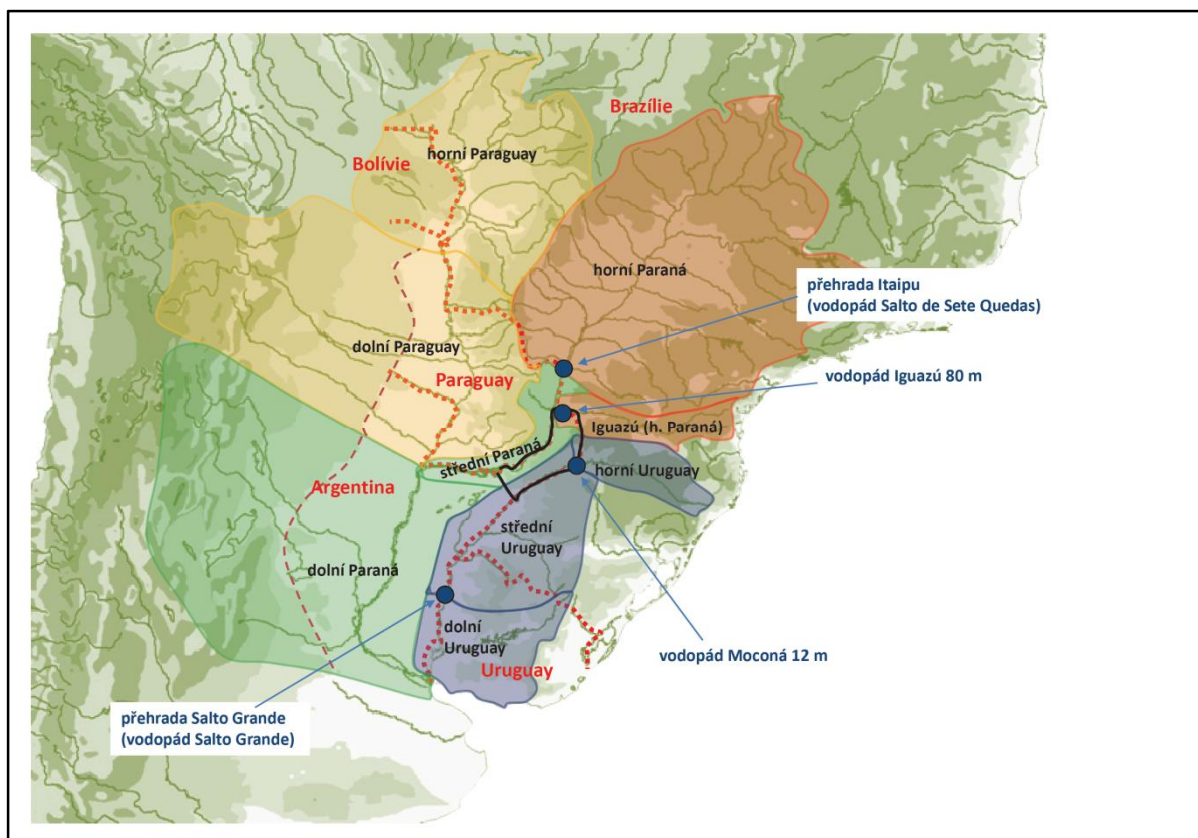 Brazílie
horní Paraguay
Bolívie
horní Paraná
přehrada Itaipu
(vodopád Salto de Sete Quedas)
dolní Paraguay
Paraguay
vodopád Iguazú 80 m
Iguazú (h. Paraná)
střední Paraná
horní Uruguay
Argentina
střední
Uruguay
dolní Paraná
dolní
Uruguay
Uruguay
vodopád Moconá 12 m
přehrada Salto Grande
(vodopád Salto Grande)